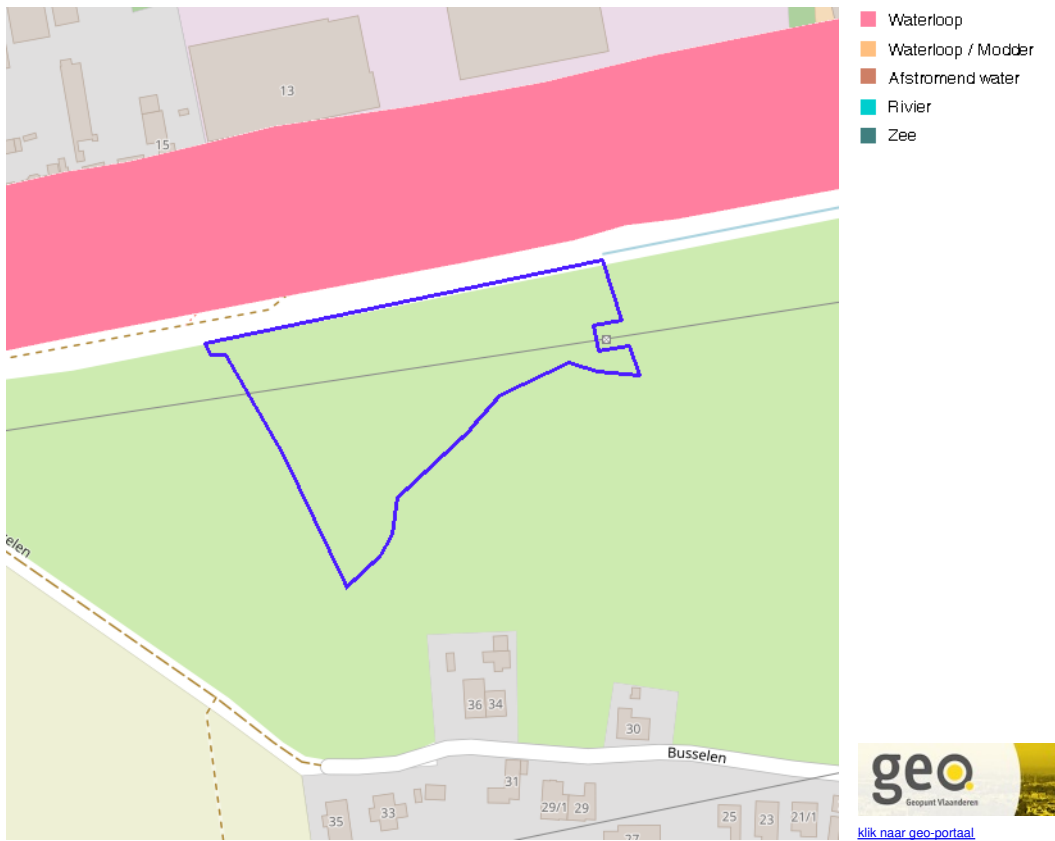 Waterloop
Waterloop / Modder
Afstromend water
Rivier
Zee
13
15
elen
36 34
30
Busselen
31
29/1 29
33
35
25
23
21/1
27
geo
Geopunt Vlaanderen
klik naar geo-portaal